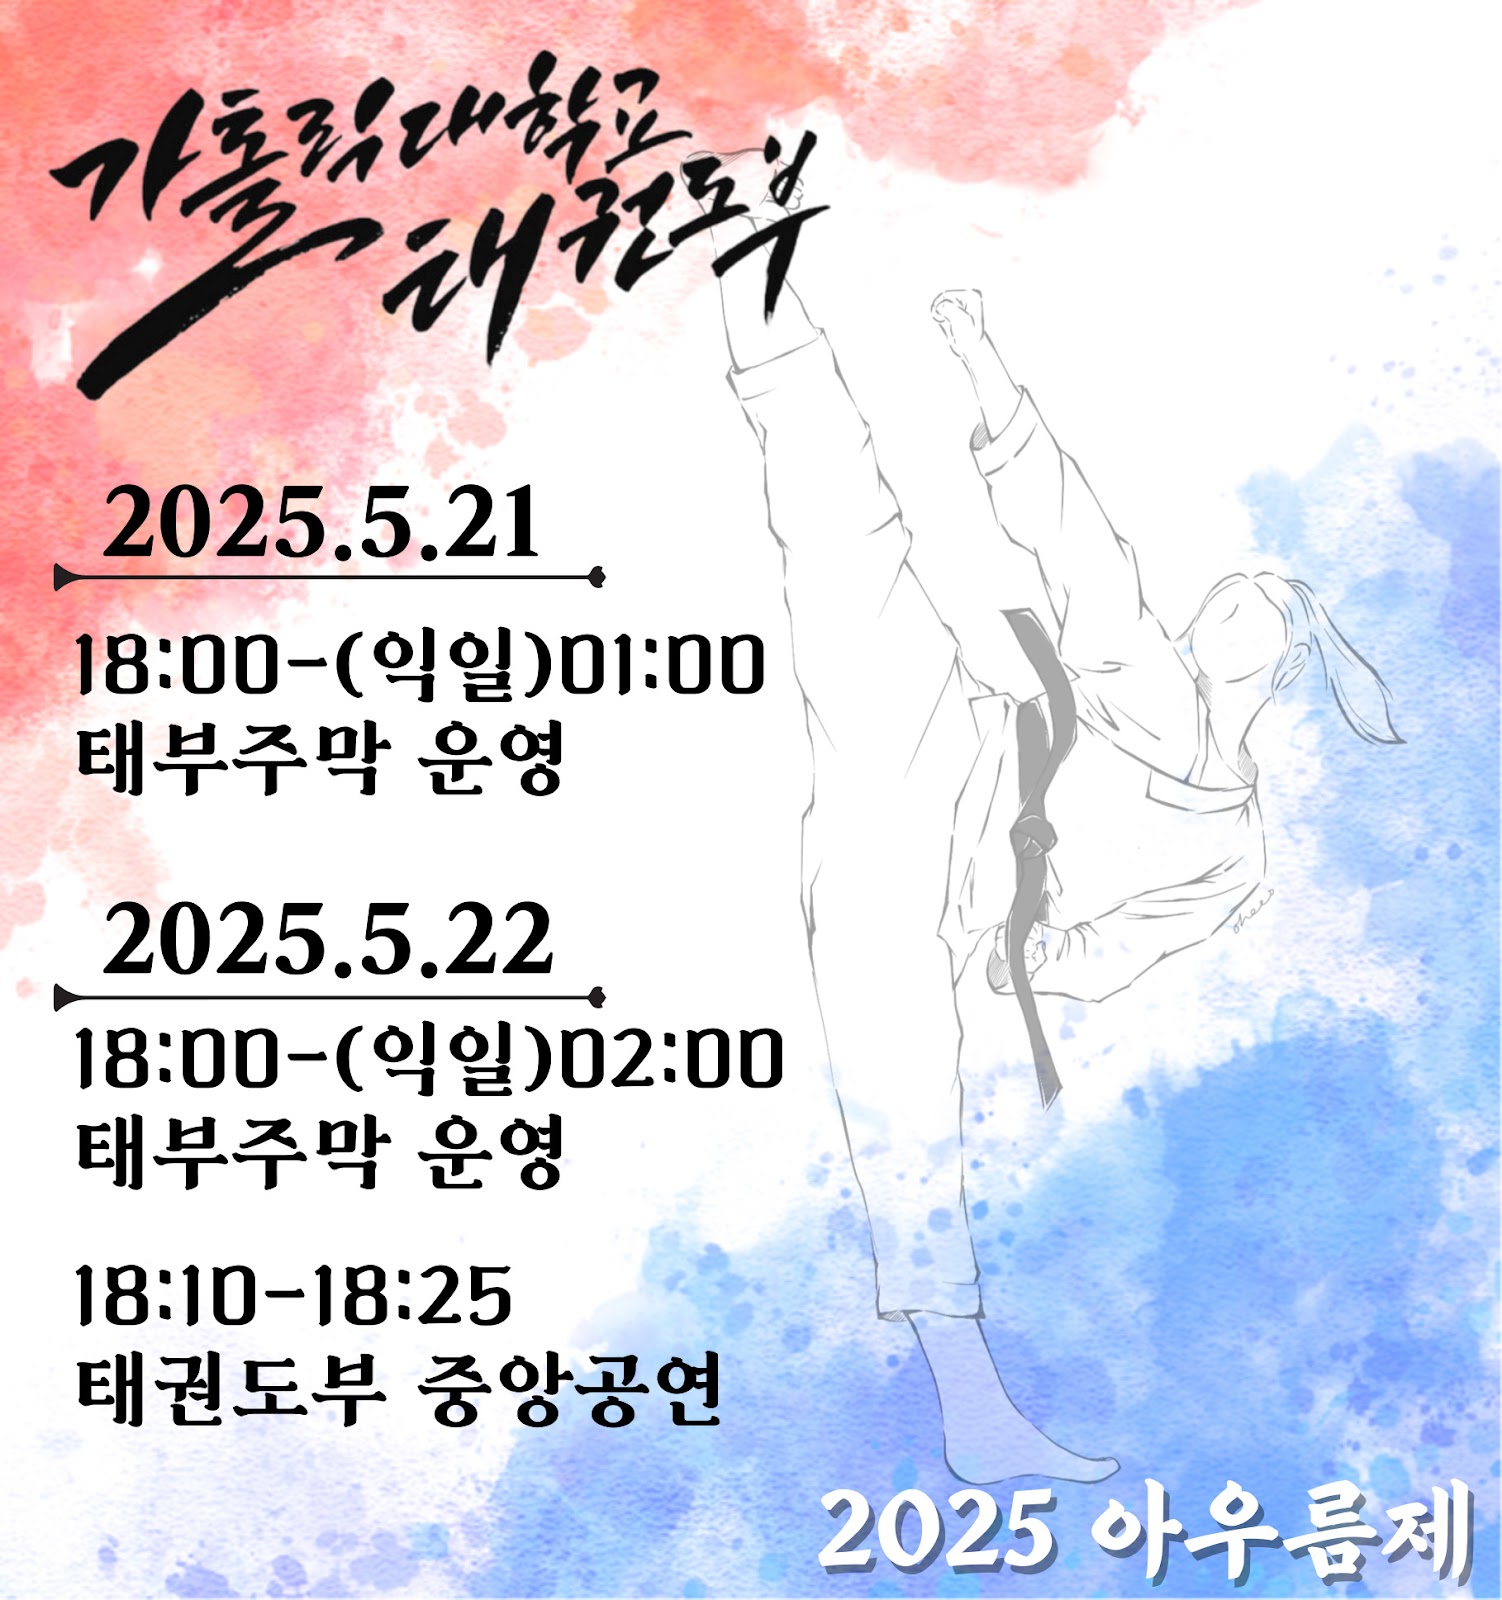 가톨릭대학교
태권도부
2025.5.21
18:00-(익일)01:00
태부주막 운영
2025.5.22
18:00-(익일)02:00
태부주막 운영
18:10-18:25
태권도부 중앙공연
2025 아우름제